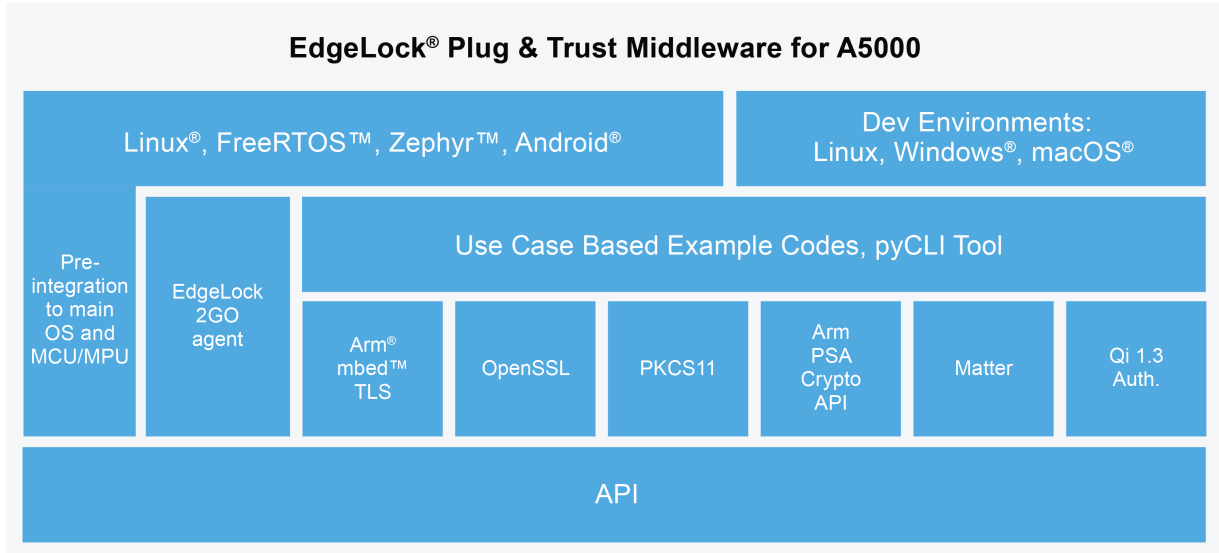 EdgeLock® Plug & Trust Middleware for A5000
Linux®, FreeRTOS™, Zephyr™, Android®
Dev Environments:
Linux, Windows®, macOS®
Pre-
integration
to main
OS and
MCU/MPU
EdgeLock
2GO
agent
Use Case Based Example Codes, pyCLI Tool
Arm®
mbed™
TLS
OpenSSL
PKCS11
Arm
PSA
Crypto
API
Matter
Qi 1.3
Auth.
API